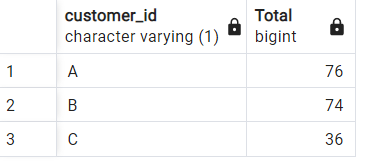 customer_id Total
character varying (1) bigint
1 A 76
2 B 74
3 C 36